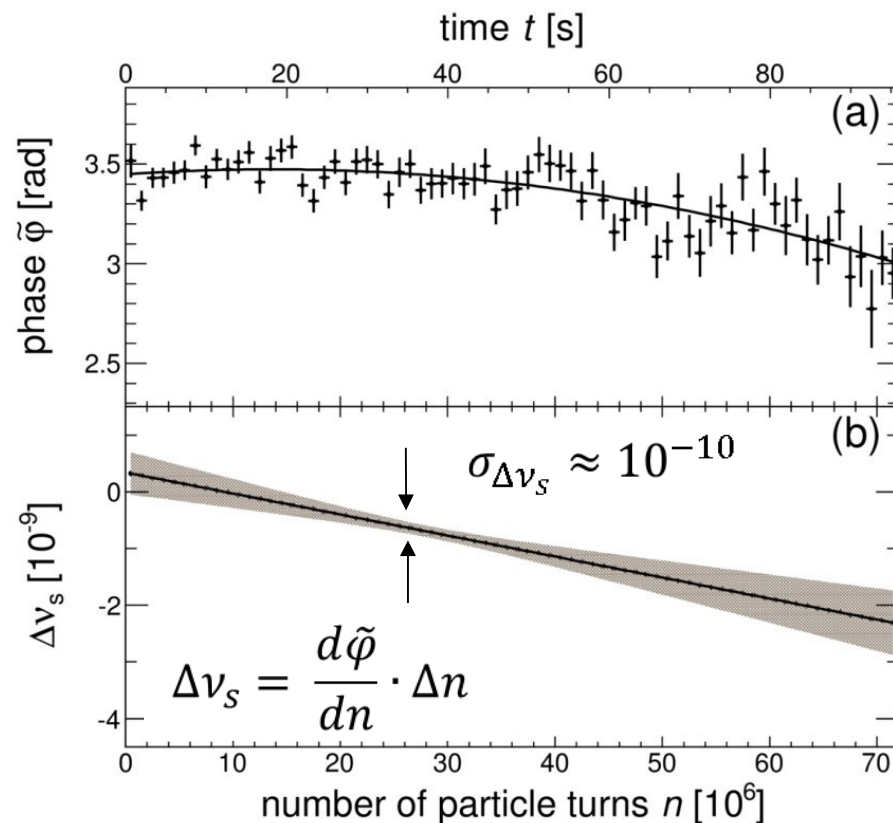 time t [s]
0 20 40 60 80
(a)
phase φ̃ [rad]
3.5
3
2.5
(b)
σ_{Δν_s} ≈ 10^{-10}
Δν_s [10^{-9}]
0
-2
-4
Δν_s = dφ̃/dn · Δn
0 10 20 30 40 50 60 70
number of particle turns n [10^6]